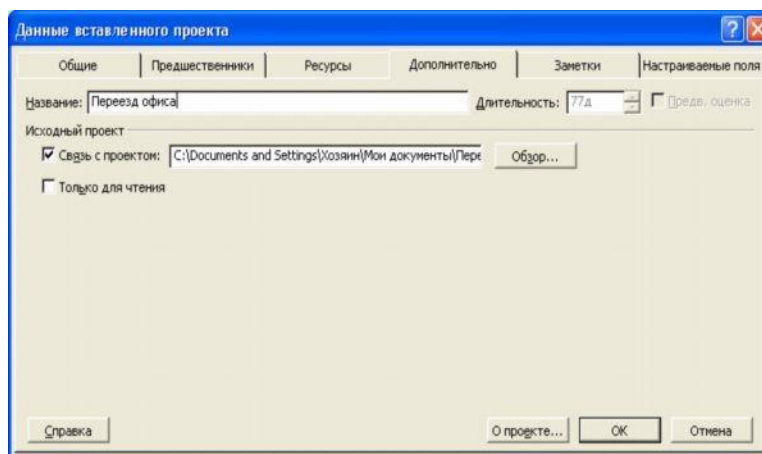 Данные вставленного проекта
Общие Предшественники Ресурсы Дополнительно Заметки Настраиваемые поля
Название: Переезд офиса Длительность: 77д Предв. оценка
Исходный проект
Связь с проектом: C:\Documents and Settings\Хозяин\Мои документы\Пере Обзор...
Только для чтения
Справка О проекте... ОК Отмена